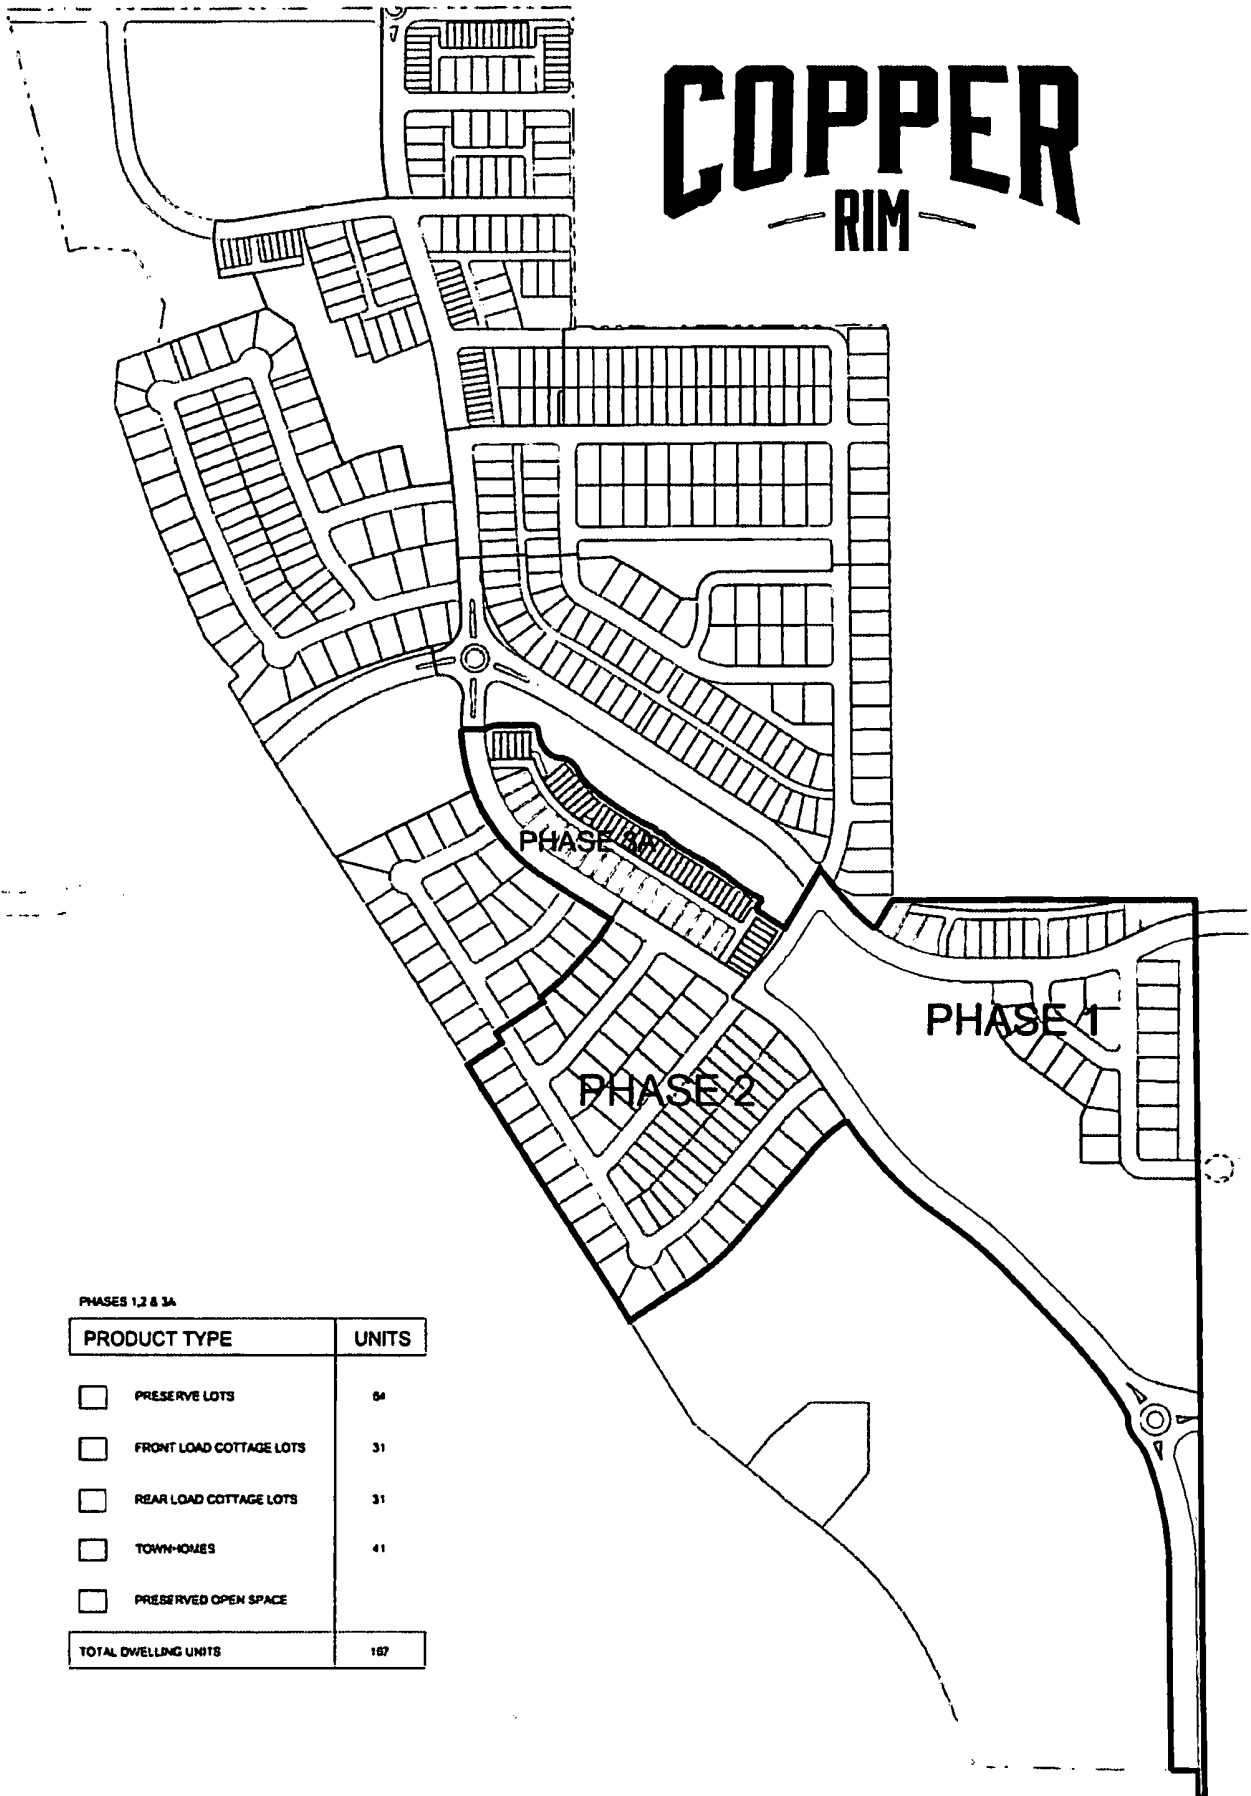 COPPER
RIM
PHASE 3A
PHASE 1
PHASE 2
PHASES 1,2 & 3A
PRODUCT TYPE UNITS
PRESERVE LOTS 64
FRONT LOAD COTTAGE LOTS 31
REAR LOAD COTTAGE LOTS 31
TOWNHOMES 41
PRESERVED OPEN SPACE
TOTAL DWELLING UNITS 167